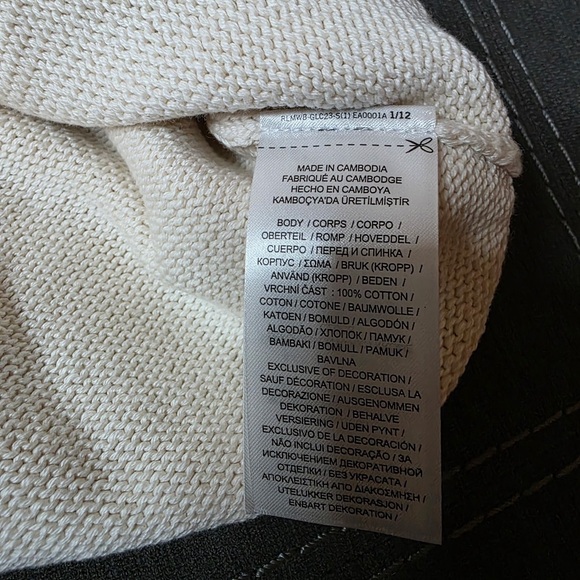 RLMWB-GLC23-S(1) EA0001A 1/12
MADE IN CAMBODIA
FABRIQUÉ AU CAMBODGE
HECHO EN CAMBOYA
KAMBOÇYA'DA ÜRETİLMİŞTİR
BODY / CORPS / CORPO /
OBERTEIL / ROMP / HOVEDDEL /
CUERPO / ПЕРЕД И СПИНКА /
КОРПУС / ΣΩΜΑ / BRUK (KROPP) /
ANVÄND (KROPP) / BEDEN /
VRCHNÍ ČÁST : 100% COTTON /
COTON / COTONE / BAUMWOLLE /
KATOEN / BOMULD / ALGODÓN /
ALGODÃO / ХЛОПОК / ПАМУК /
BAMBAKI / BOMULL / PAMUK /
BAVLNA
EXCLUSIVE OF DECORATION /
SAUF DÉCORATION / ESCLUSA LA
DECORAZIONE / AUSGENOMMEN
DEKORATION / BEHALVE
VERSIERING / UDEN PYNT /
EXCLUSIVO DE LA DECORACIÓN /
NÃO INCLUI DECORAÇÃO / ЗА
ИСКЛЮЧЕНИЕМ ДЕКОРАТИВНОЙ
ОТДЕЛКИ / БЕЗ УКРАСАТА /
ΑΠΟΚΛΕΙΣΤΙΚΗ ΑΠΟ ΔΙΑΚΟΣΜΗΣΗ /
UTELUKKER DEKORASJON /
ENBART DEKORATION /